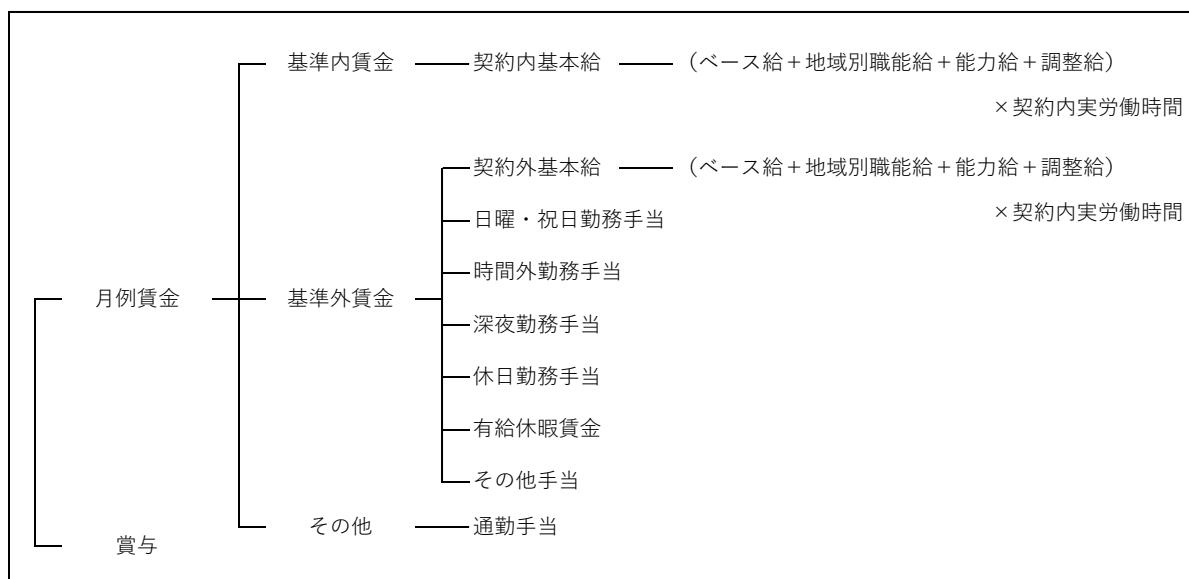 基準内賃金 契約内基本給 (ベース給+地域別職能給+能力給+調整給)
×契約内実労働時間
契約外基本給 (ベース給+地域別職能給+能力給+調整給)
日曜・祝日勤務手当 ×契約内実労働時間
時間外勤務手当
月例賃金 基準外賃金
深夜勤務手当
休日勤務手当
有給休暇賃金
その他手当
その他 通勤手当
賞与